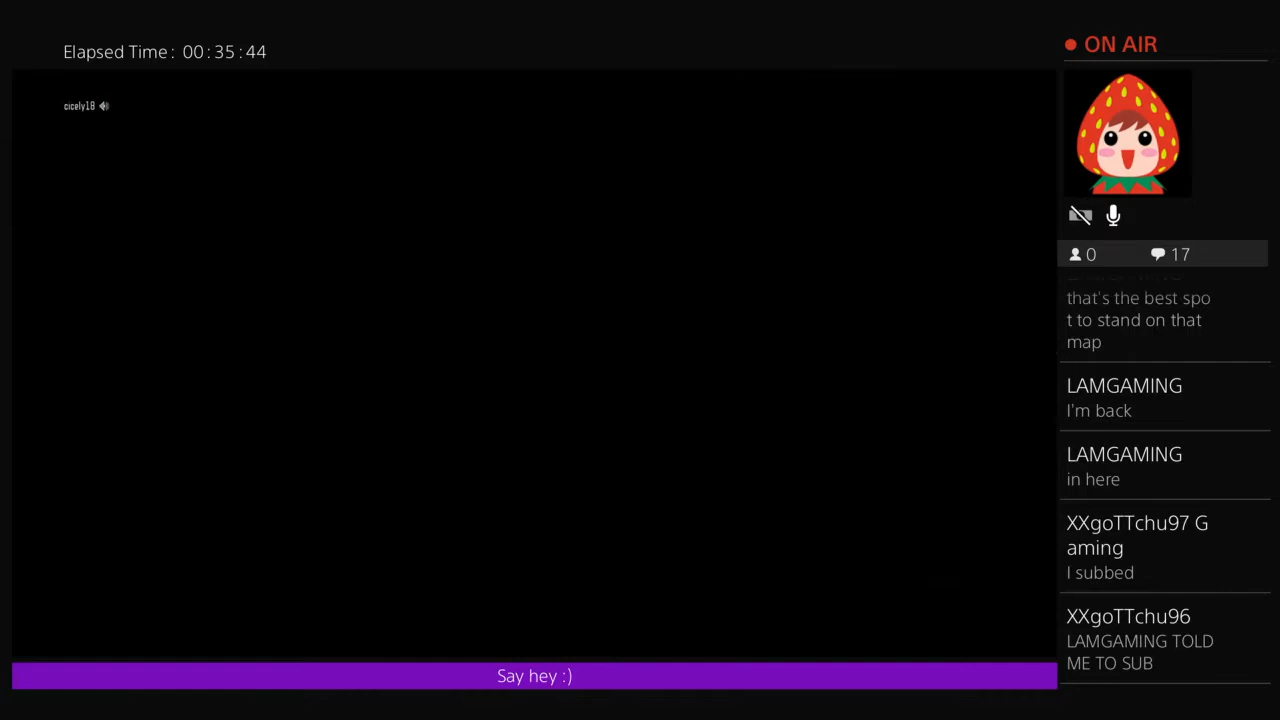 Elapsed Time: 00:35:44
ON AIR
cicely18
0 17
that's the best spo
t to stand on that
map
LAMGAMING
I'm back
LAMGAMING
in here
XXgoTTchu97 G
aming
I subbed
XXgoTTchu96
LAMGAMING TOLD
ME TO SUB
Say hey :)